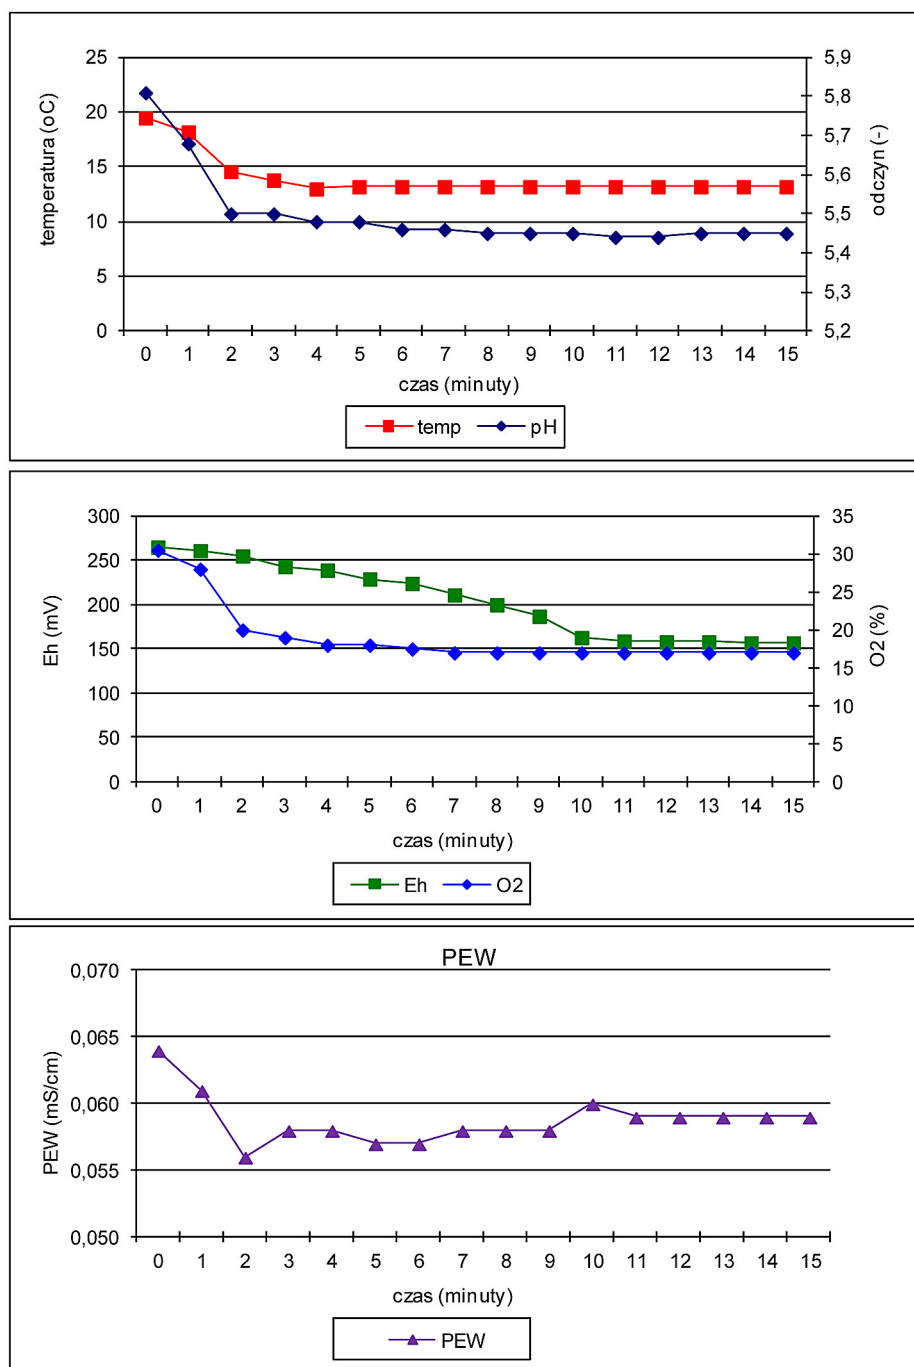 25
20
15
10
5
0
temperatura (oC)
5,9
5,8
5,7
5,6
5,5
5,4
5,3
5,2
odczyn (-)
0 1 2 3 4 5 6 7 8 9 10 11 12 13 14 15
czas (minuty)
temp pH
300
250
200
150
100
50
0
Eh (mV)
35
30
25
20
15
10
5
0
O2 (%)
0 1 2 3 4 5 6 7 8 9 10 11 12 13 14 15
czas (minuty)
Eh O2
PEW
0,070
0,065
0,060
0,055
0,050
PEW (mS/cm)
0 1 2 3 4 5 6 7 8 9 10 11 12 13 14 15
czas (minuty)
PEW